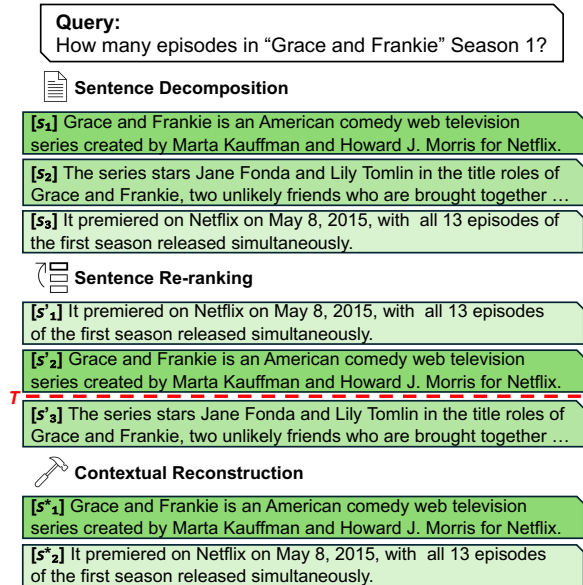 Query:
How many episodes in “Grace and Frankie” Season 1?
Sentence Decomposition
[s₁] Grace and Frankie is an American comedy web television
series created by Marta Kauffman and Howard J. Morris for Netflix.
[s₂] The series stars Jane Fonda and Lily Tomlin in the title roles of
Grace and Frankie, two unlikely friends who are brought together ...
[s₃] It premiered on Netflix on May 8, 2015, with all 13 episodes of
the first season released simultaneously.
Sentence Re-ranking
[s'₁] It premiered on Netflix on May 8, 2015, with all 13 episodes
of the first season released simultaneously.
[s'₂] Grace and Frankie is an American comedy web television
series created by Marta Kauffman and Howard J. Morris for Netflix.
T
[s'₃] The series stars Jane Fonda and Lily Tomlin in the title roles of
Grace and Frankie, two unlikely friends who are brought together ...
Contextual Reconstruction
[s*₁] Grace and Frankie is an American comedy web television
series created by Marta Kauffman and Howard J. Morris for Netflix.
[s*₂] It premiered on Netflix on May 8, 2015, with all 13 episodes
of the first season released simultaneously.